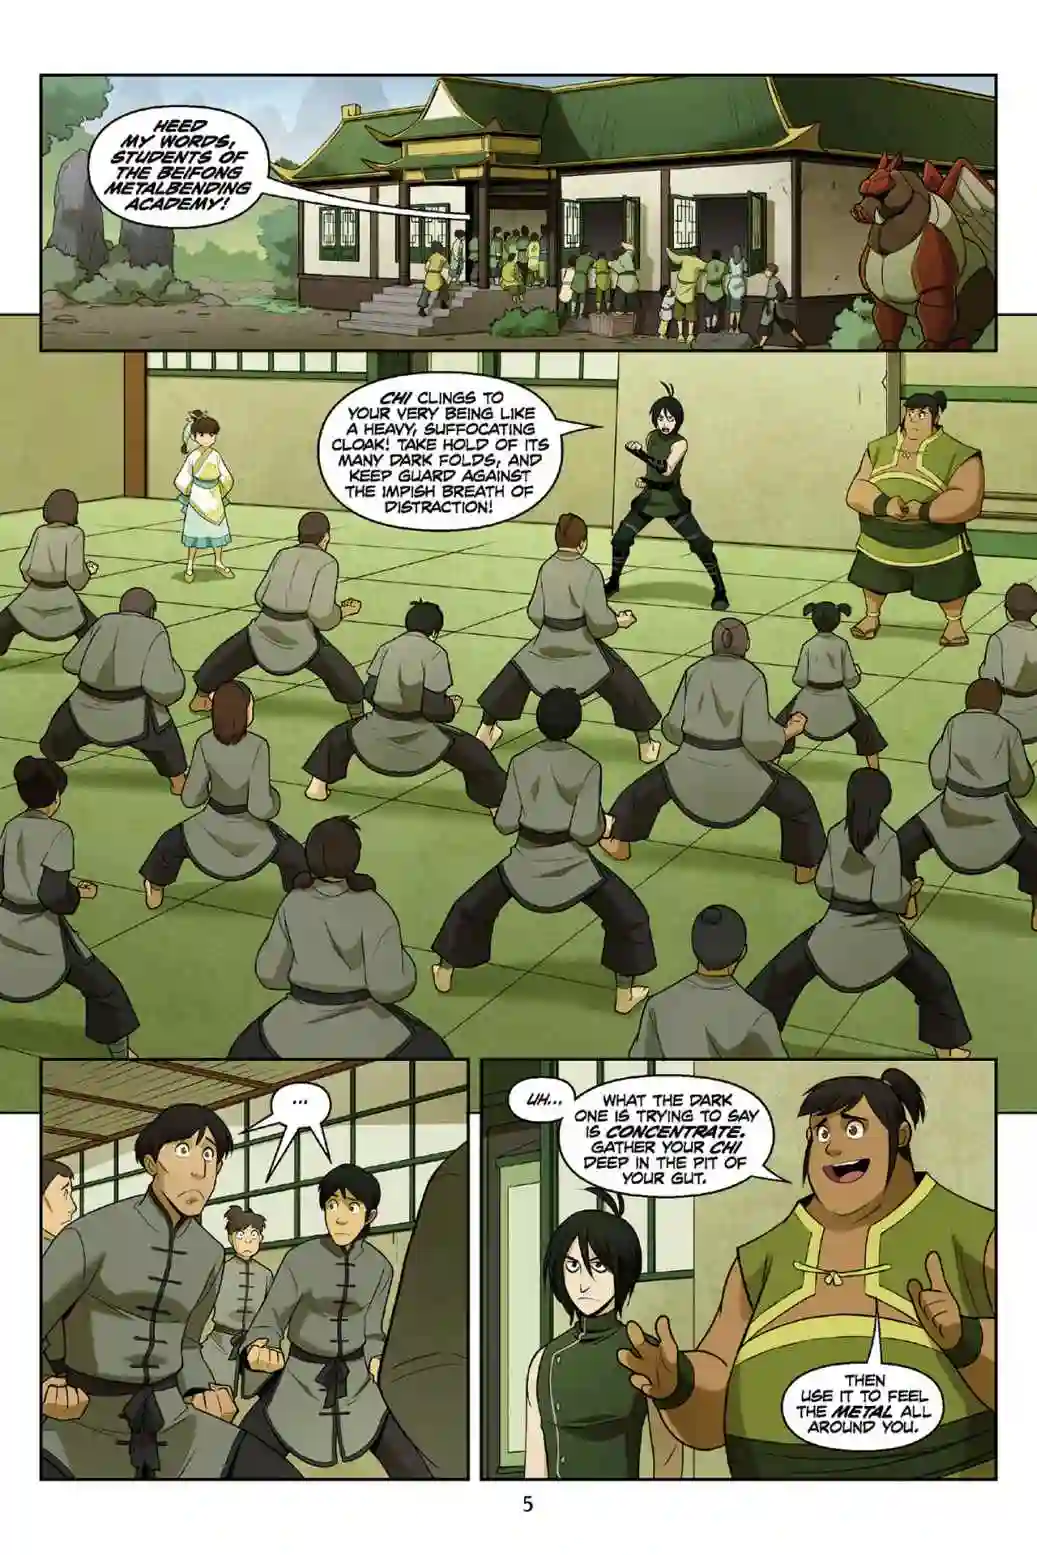 HEED
MY WORDS,
STUDENTS OF
THE BEIFONG
METALBENDING
ACADEMY!
CHI CLINGS TO
YOUR VERY BEING LIKE
A HEAVY, SUFFOCATING
CLOAK! TAKE HOLD OF ITS
MANY DARK FOLDS, AND
KEEP GUARD AGAINST
THE IMPISH BREATH OF
DISTRACTION!
...
UH...
WHAT THE DARK
ONE IS TRYING TO SAY
IS CONCENTRATE.
GATHER YOUR CHI
DEEP IN THE PIT OF
YOUR GUT.
THEN
USE IT TO FEEL
THE METAL ALL
AROUND YOU.
5